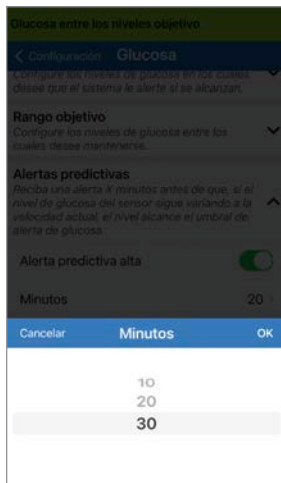 Glucosa entre los niveles objetivo
Configuración Glucosa
Configure los niveles de glucosa en los cuales
desee que el sistema le alerte si se alcanzan.
Rango objetivo
Configure los niveles de glucosa entre los
cuales desee mantenerse.
Alertas predictivas
Reciba una alerta X minutos antes de que, si el
nivel de glucosa del sensor sigue variando a la
velocidad actual, el nivel alcance el umbral de
alerta de glucosa.
Alerta predictiva alta
Minutos 20
Cancelar Minutos OK
10
20
30